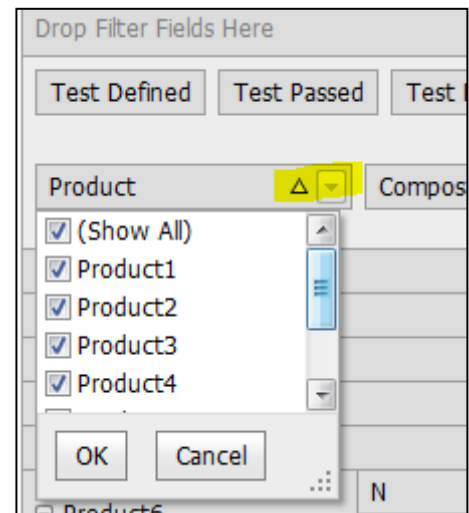 Drop Filter Fields Here
Test Defined Test Passed Test
Product Compos
(Show All)
Product1
Product2
Product3
Product4
OK Cancel
N
Product6